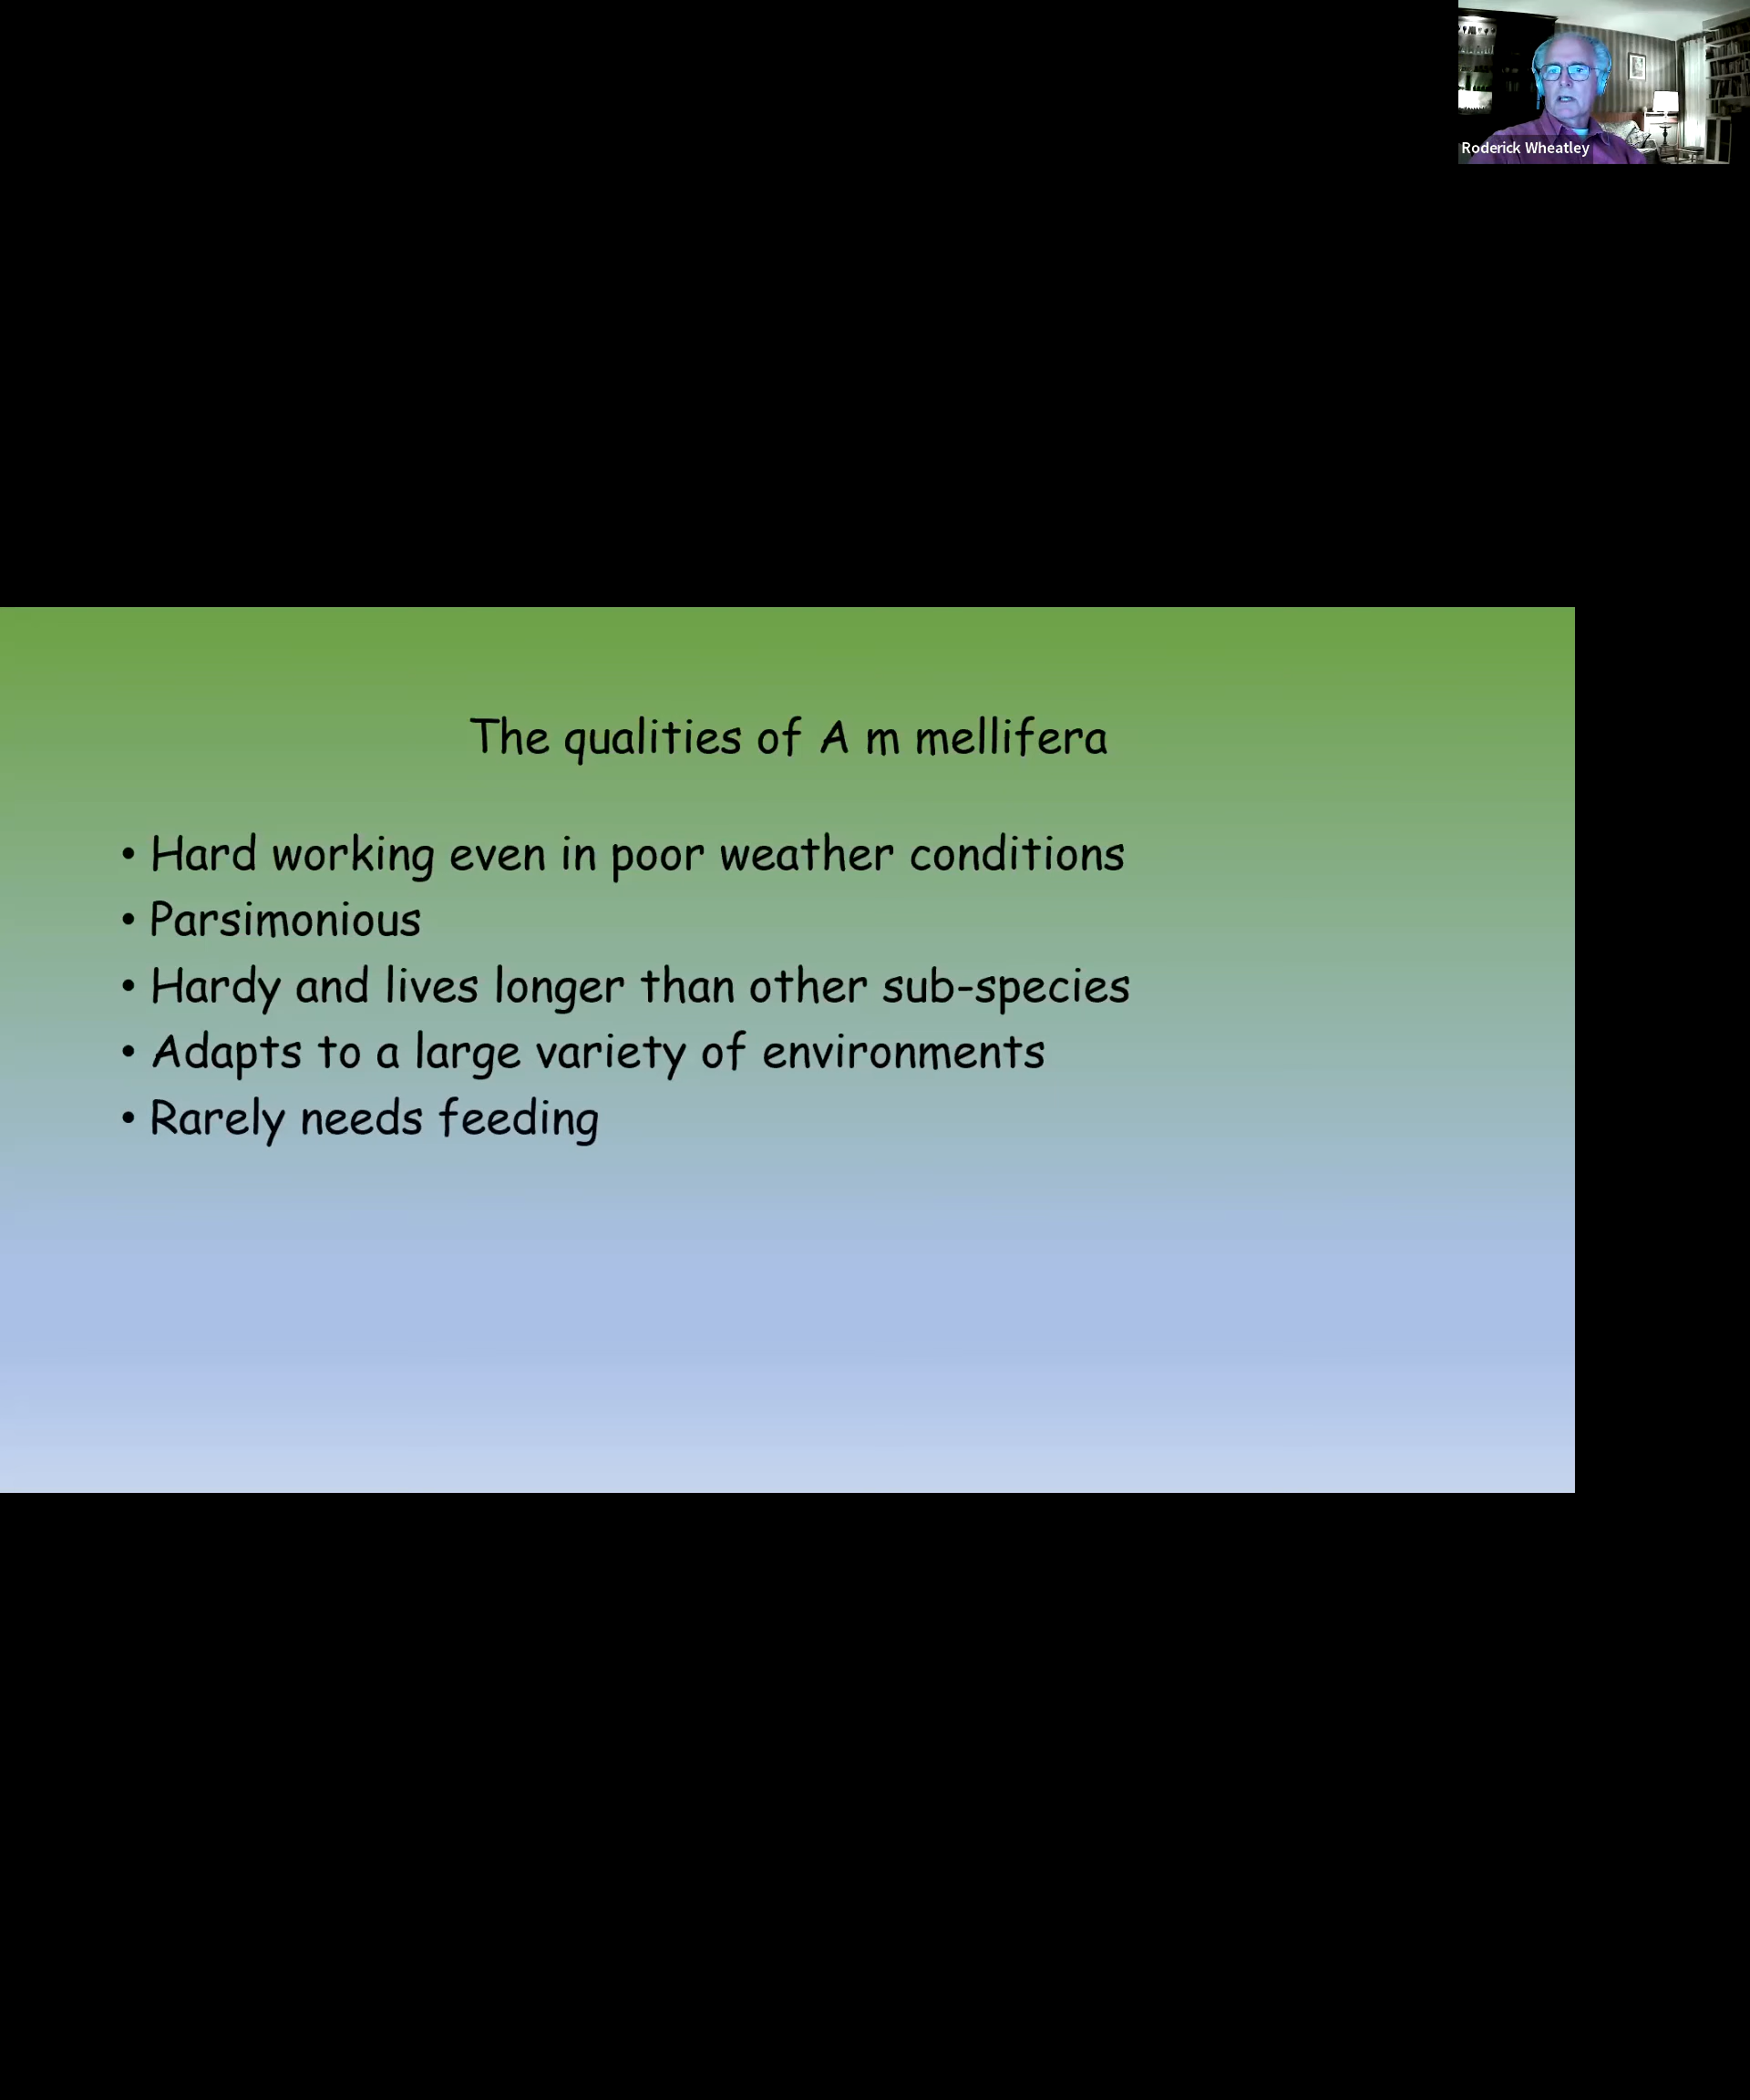 Roderick Wheatley
The qualities of A m mellifera
• Hard working even in poor weather conditions
• Parsimonious
• Hardy and lives longer than other sub-species
• Adapts to a large variety of environments
• Rarely needs feeding